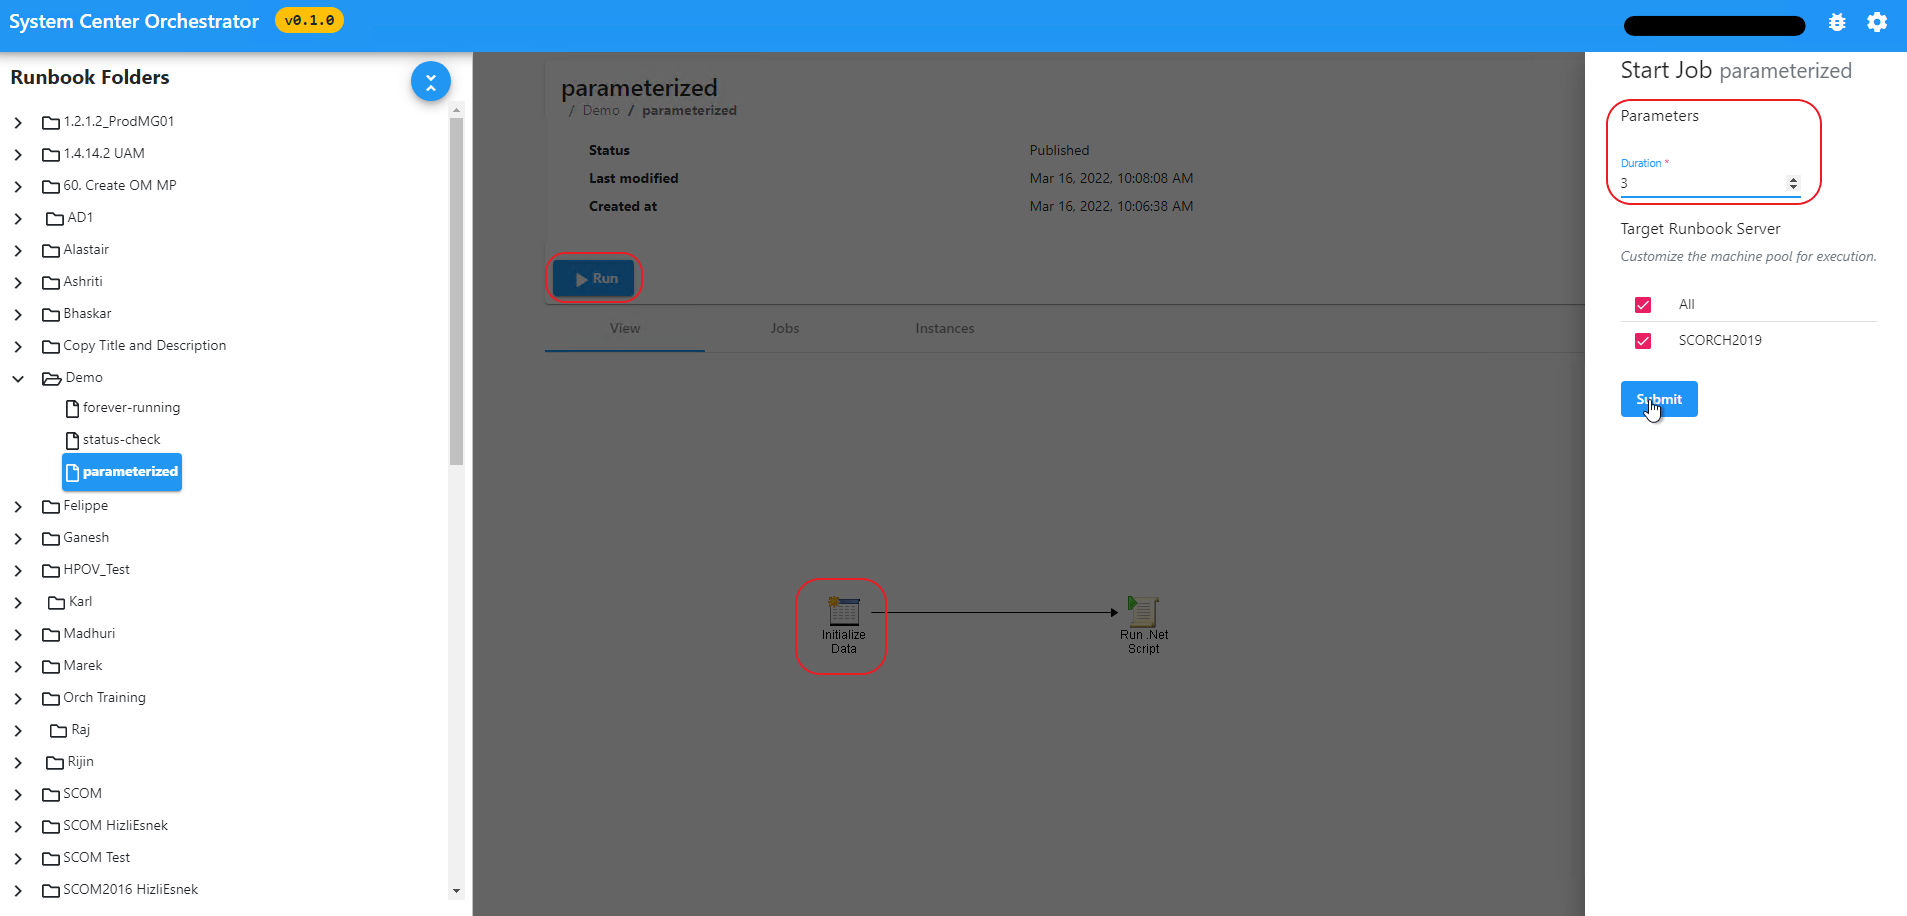 System Center Orchestrator v0.1.0
Runbook Folders
1.2.1.2_ProdMG01
1.4.14.2 UAM
60. Create OM MP
AD1
Alastair
Ashriti
Bhaskar
Copy Title and Description
Demo
forever-running
status-check
parameterized
Felippe
Ganesh
HPOV_Test
Karl
Madhuri
Marek
Orch Training
Raj
Rijin
SCOM
SCOM HizliEsnek
SCOM Test
SCOM2016 HizliEsnek
parameterized
/ Demo / parameterized
Status Published
Last modified Mar 16, 2022, 10:08:08 AM
Created at Mar 16, 2022, 10:06:38 AM
Run
View Jobs Instances
Initialize
Data
Run .Net
Script
Start Job parameterized
Parameters
Duration *
3
Target Runbook Server
Customize the machine pool for execution.
All
SCORCH2019
Submit